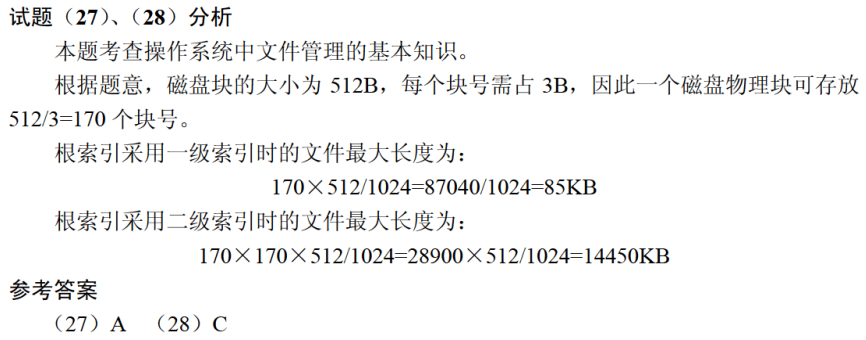 试题（27）、（28）分析
本题考查操作系统中文件管理的基本知识。
根据题意，磁盘块的大小为 512B，每个块号需占 3B，因此一个磁盘物理块可存放
512/3=170 个块号。
根索引采用一级索引时的文件最大长度为：
170×512/1024=87040/1024=85KB
根索引采用二级索引时的文件最大长度为：
170×170×512/1024=28900×512/1024=14450KB
参考答案
（27）A （28）C